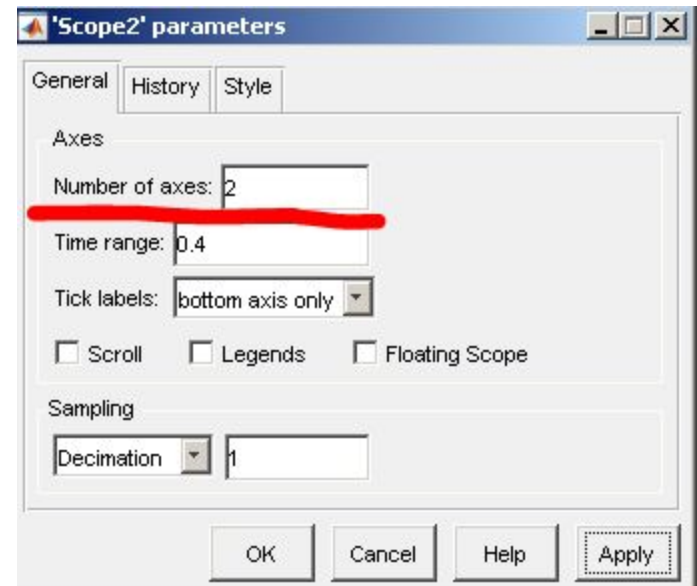 'Scope2' parameters
General History Style
Axes
Number of axes: 2
Time range: 0.4
Tick labels: bottom axis only
Scroll Legends Floating Scope
Sampling
Decimation 1
OK Cancel Help Apply